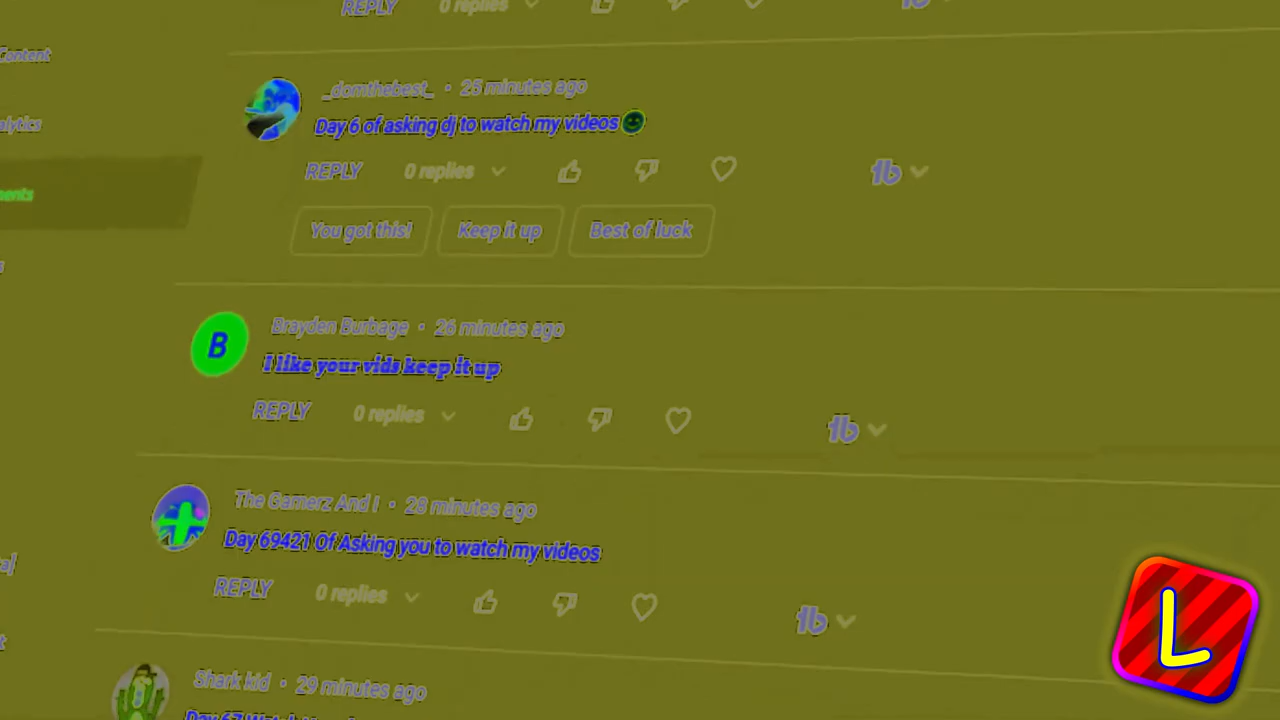 REPLY 0 replies
Content
_domthebest_ • 25 minutes ago
Day 6 of asking dj to watch my videos
REPLY 0 replies
You got this! Keep it up Best of luck
B
Brayden Burbage • 26 minutes ago
I like your vids keep it up
REPLY 0 replies
The Gamerz And I • 28 minutes ago
Day 69421 Of Asking you to watch my videos
REPLY 0 replies
L
Shark kid • 29 minutes ago